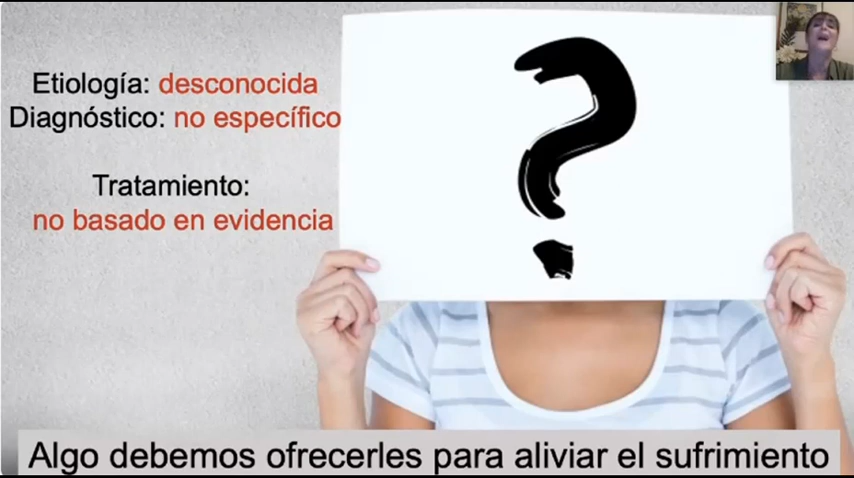 Etiología: desconocida
Diagnóstico: no específico
Tratamiento:
no basado en evidencia
?
Algo debemos ofrecerles para aliviar el sufrimiento